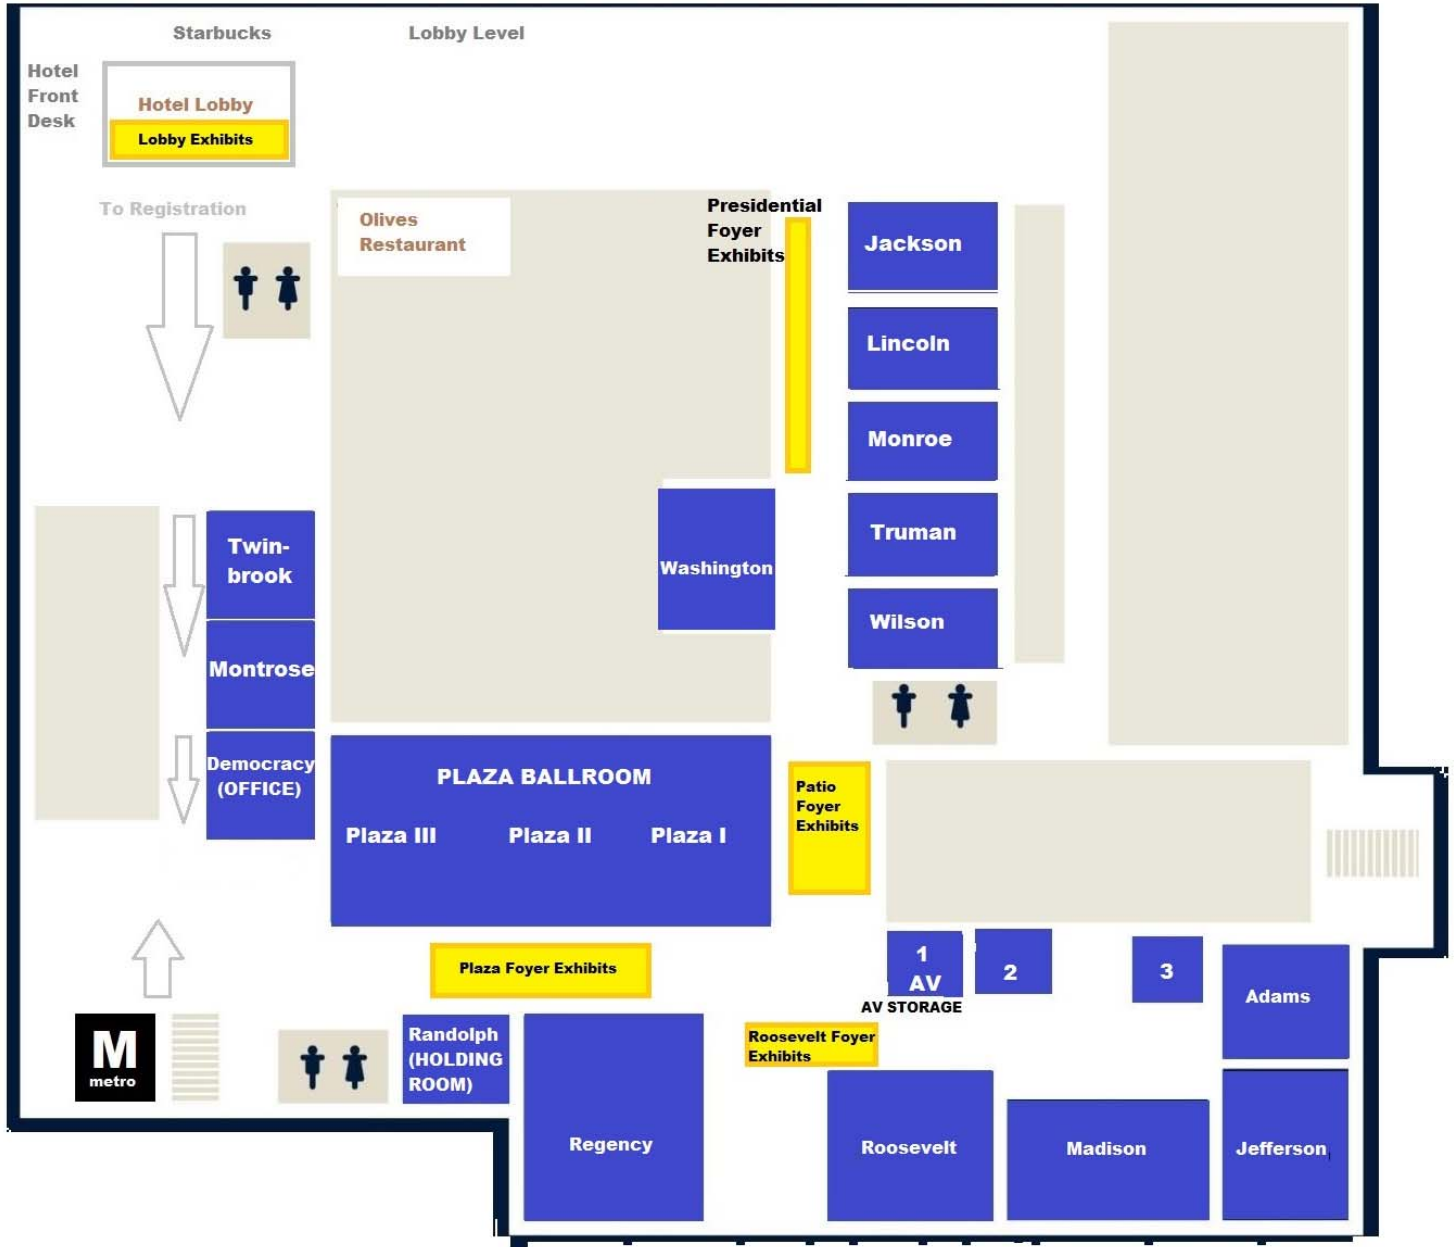 Starbucks
Lobby Level
Hotel
Front
Desk
Hotel Lobby
Lobby Exhibits
To Registration
Olives
Restaurant
Presidential
Foyer
Exhibits
Jackson
Lincoln
Monroe
Truman
Wilson
Washington
Twin-
brook
Montrose
Democracy
(OFFICE)
PLAZA BALLROOM
Plaza III
Plaza II
Plaza I
Patio
Foyer
Exhibits
Plaza Foyer Exhibits
1
AV
AV STORAGE
2
3
Adams
M
metro
Randolph
(HOLDING
ROOM)
Roosevelt Foyer
Exhibits
Regency
Roosevelt
Madison
Jefferson